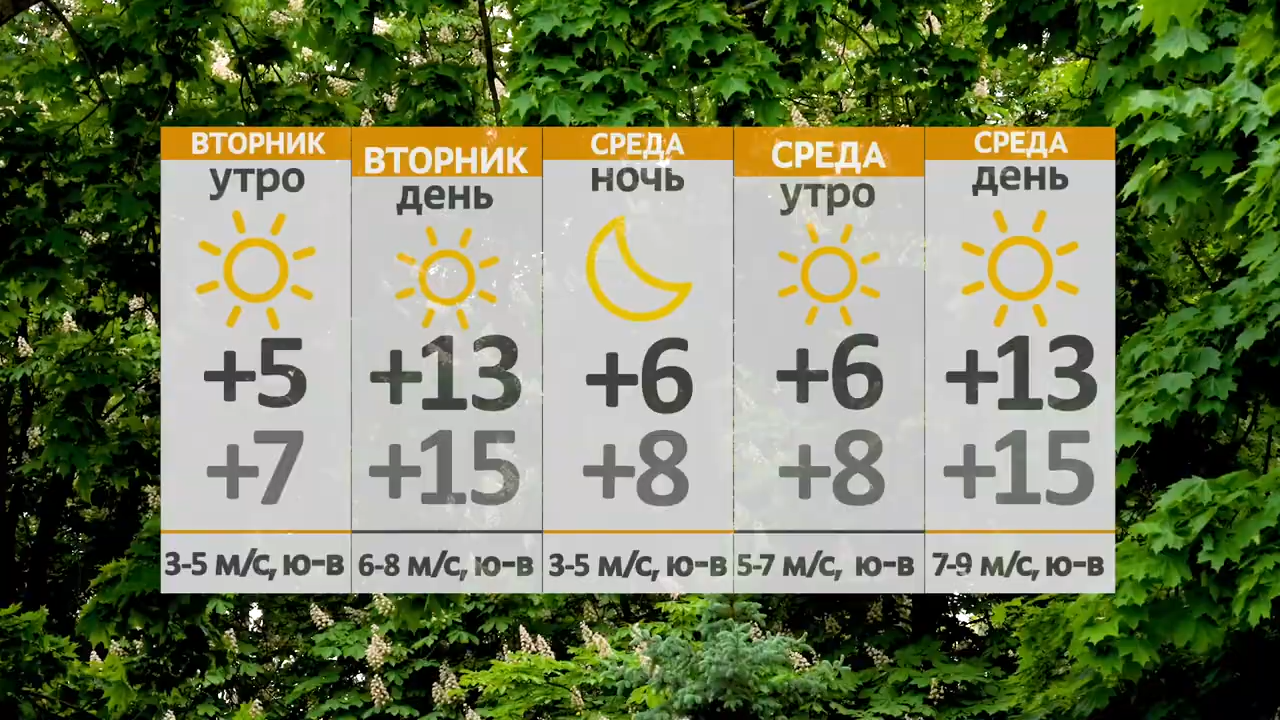 ВТОРНИК
утро
+5
+7
3-5 м/с, ю-в
ВТОРНИК
день
+13
+15
6-8 м/с, ю-в
СРЕДА
ночь
+6
+8
3-5 м/с, ю-в
СРЕДА
утро
+6
+8
5-7 м/с, ю-в
СРЕДА
день
+13
+15
7-9 м/с, ю-в